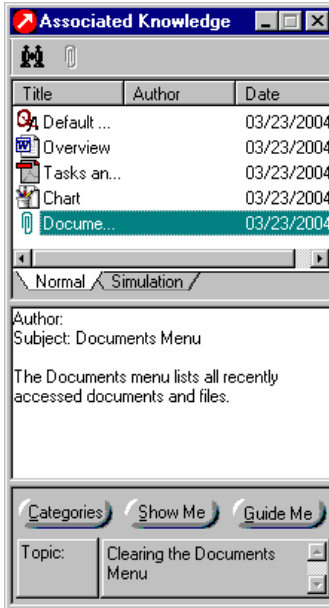 Associated Knowledge
Title Author Date
Default ... 03/23/2004
Overview 03/23/2004
Tasks an... 03/23/2004
Chart 03/23/2004
Docume... 03/23/2004
Normal Simulation
Author:
Subject: Documents Menu
The Documents menu lists all recently
accessed documents and files.
Categories Show Me Guide Me
Topic: Clearing the Documents
Menu